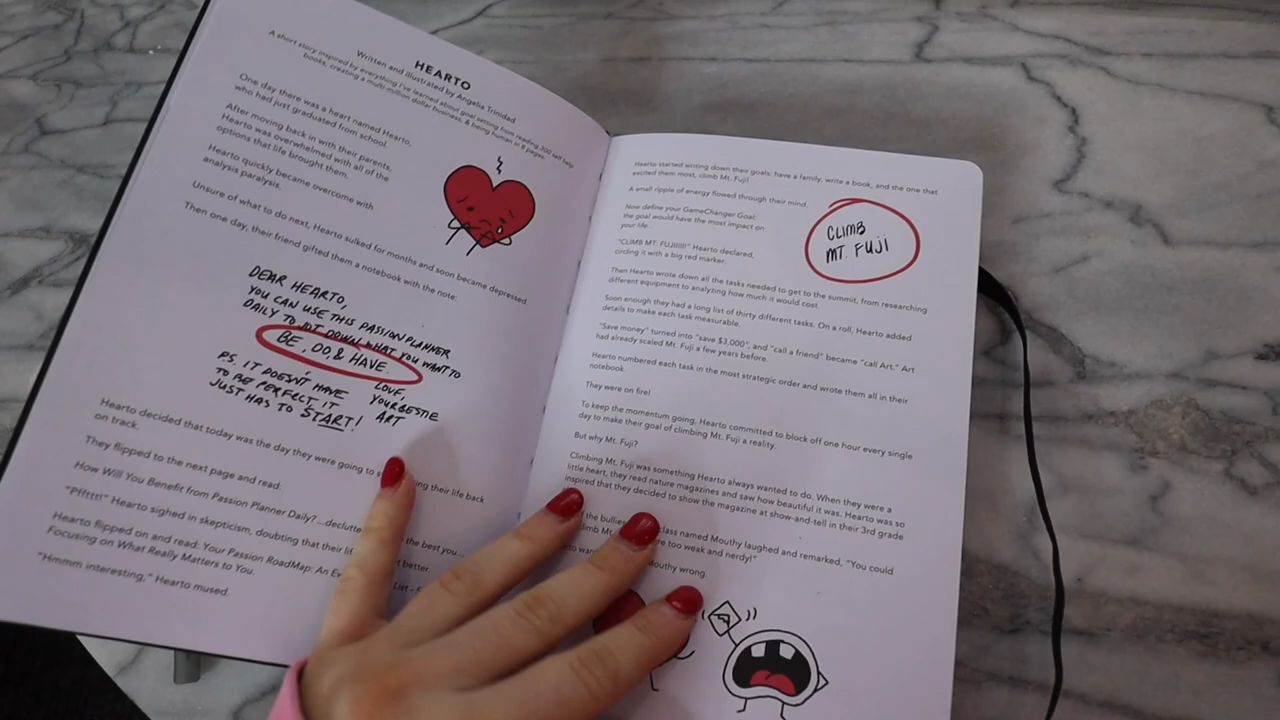 HEARTO
Written and illustrated by Angelia Trinidad
A short story inspired by everything I've learned about goal setting from reading 200 self help
books, creating a multi-million dollar business, & being human in 8 pages.
One day there was a heart named Hearto,
who had just graduated from school.
After moving back in with their parents,
Hearto was overwhelmed with all of the
options that life brought them.
Hearto quickly became overcome with
analysis paralysis.
Unsure of what to do next, Hearto sulked for months and soon became depressed.
Then one day, their friend gifted them a notebook with the note:
DEAR HEARTO,
YOU CAN USE THIS PASSION PLANNER
DAILY TO JOT DOWN WHAT YOU WANT TO
BE, DO, & HAVE.
LOVE,
YOUR BESTIE
ART
PS. IT DOESN'T HAVE
TO BE PERFECT, IT
JUST HAS TO START!
Hearto decided that today was the day they were going to ing their life back
on track.
They flipped to the next page and read:
How Will You Benefit from Passion Planner Daily? ...declutte the best you...
"Pffttt!" Hearto sighed in skepticism, doubting that their lif get better.
Hearto flipped on and read: Your Passion RoadMap: An Ev List -
Focusing on What Really Matters to You.
"Hmmm interesting," Hearto mused.
Hearto started writing down their goals: have a family, write a book, and the one that
excited them most, climb Mt. Fuji!
A small ripple of energy flowed through their mind.
Now define your GameChanger Goal:
the goal would have the most impact on
your life...
"CLIMB MT. FUJI!!!!!" Hearto declared,
circling it with a big red marker.
CLIMB
MT. FUJI
Then Hearto wrote down all the tasks needed to get to the summit, from researching
different equipment to analyzing how much it would cost.
Soon enough they had a long list of thirty different tasks. On a roll, Hearto added
details to make each task measurable.
"Save money" turned into "save $3,000", and "call a friend" became "call Art." Art
had already scaled Mt. Fuji a few years before.
Hearto numbered each task in the most strategic order and wrote them all in their
notebook.
They were on fire!
To keep the momentum going, Hearto committed to block off one hour every single
day to make their goal of climbing Mt. Fuji a reality.
But why Mt. Fuji?
Climbing Mt. Fuji was something Hearto always wanted to do. When they were a
little heart, they read nature magazines and saw how beautiful it was. Hearto was so
inspired that they decided to show the magazine at show-and-tell in their 3rd grade
of the bullies class named Mouthy laughed and remarked, "You could
climb Mt. re too weak and nerdy!"
Mouthy wrong.